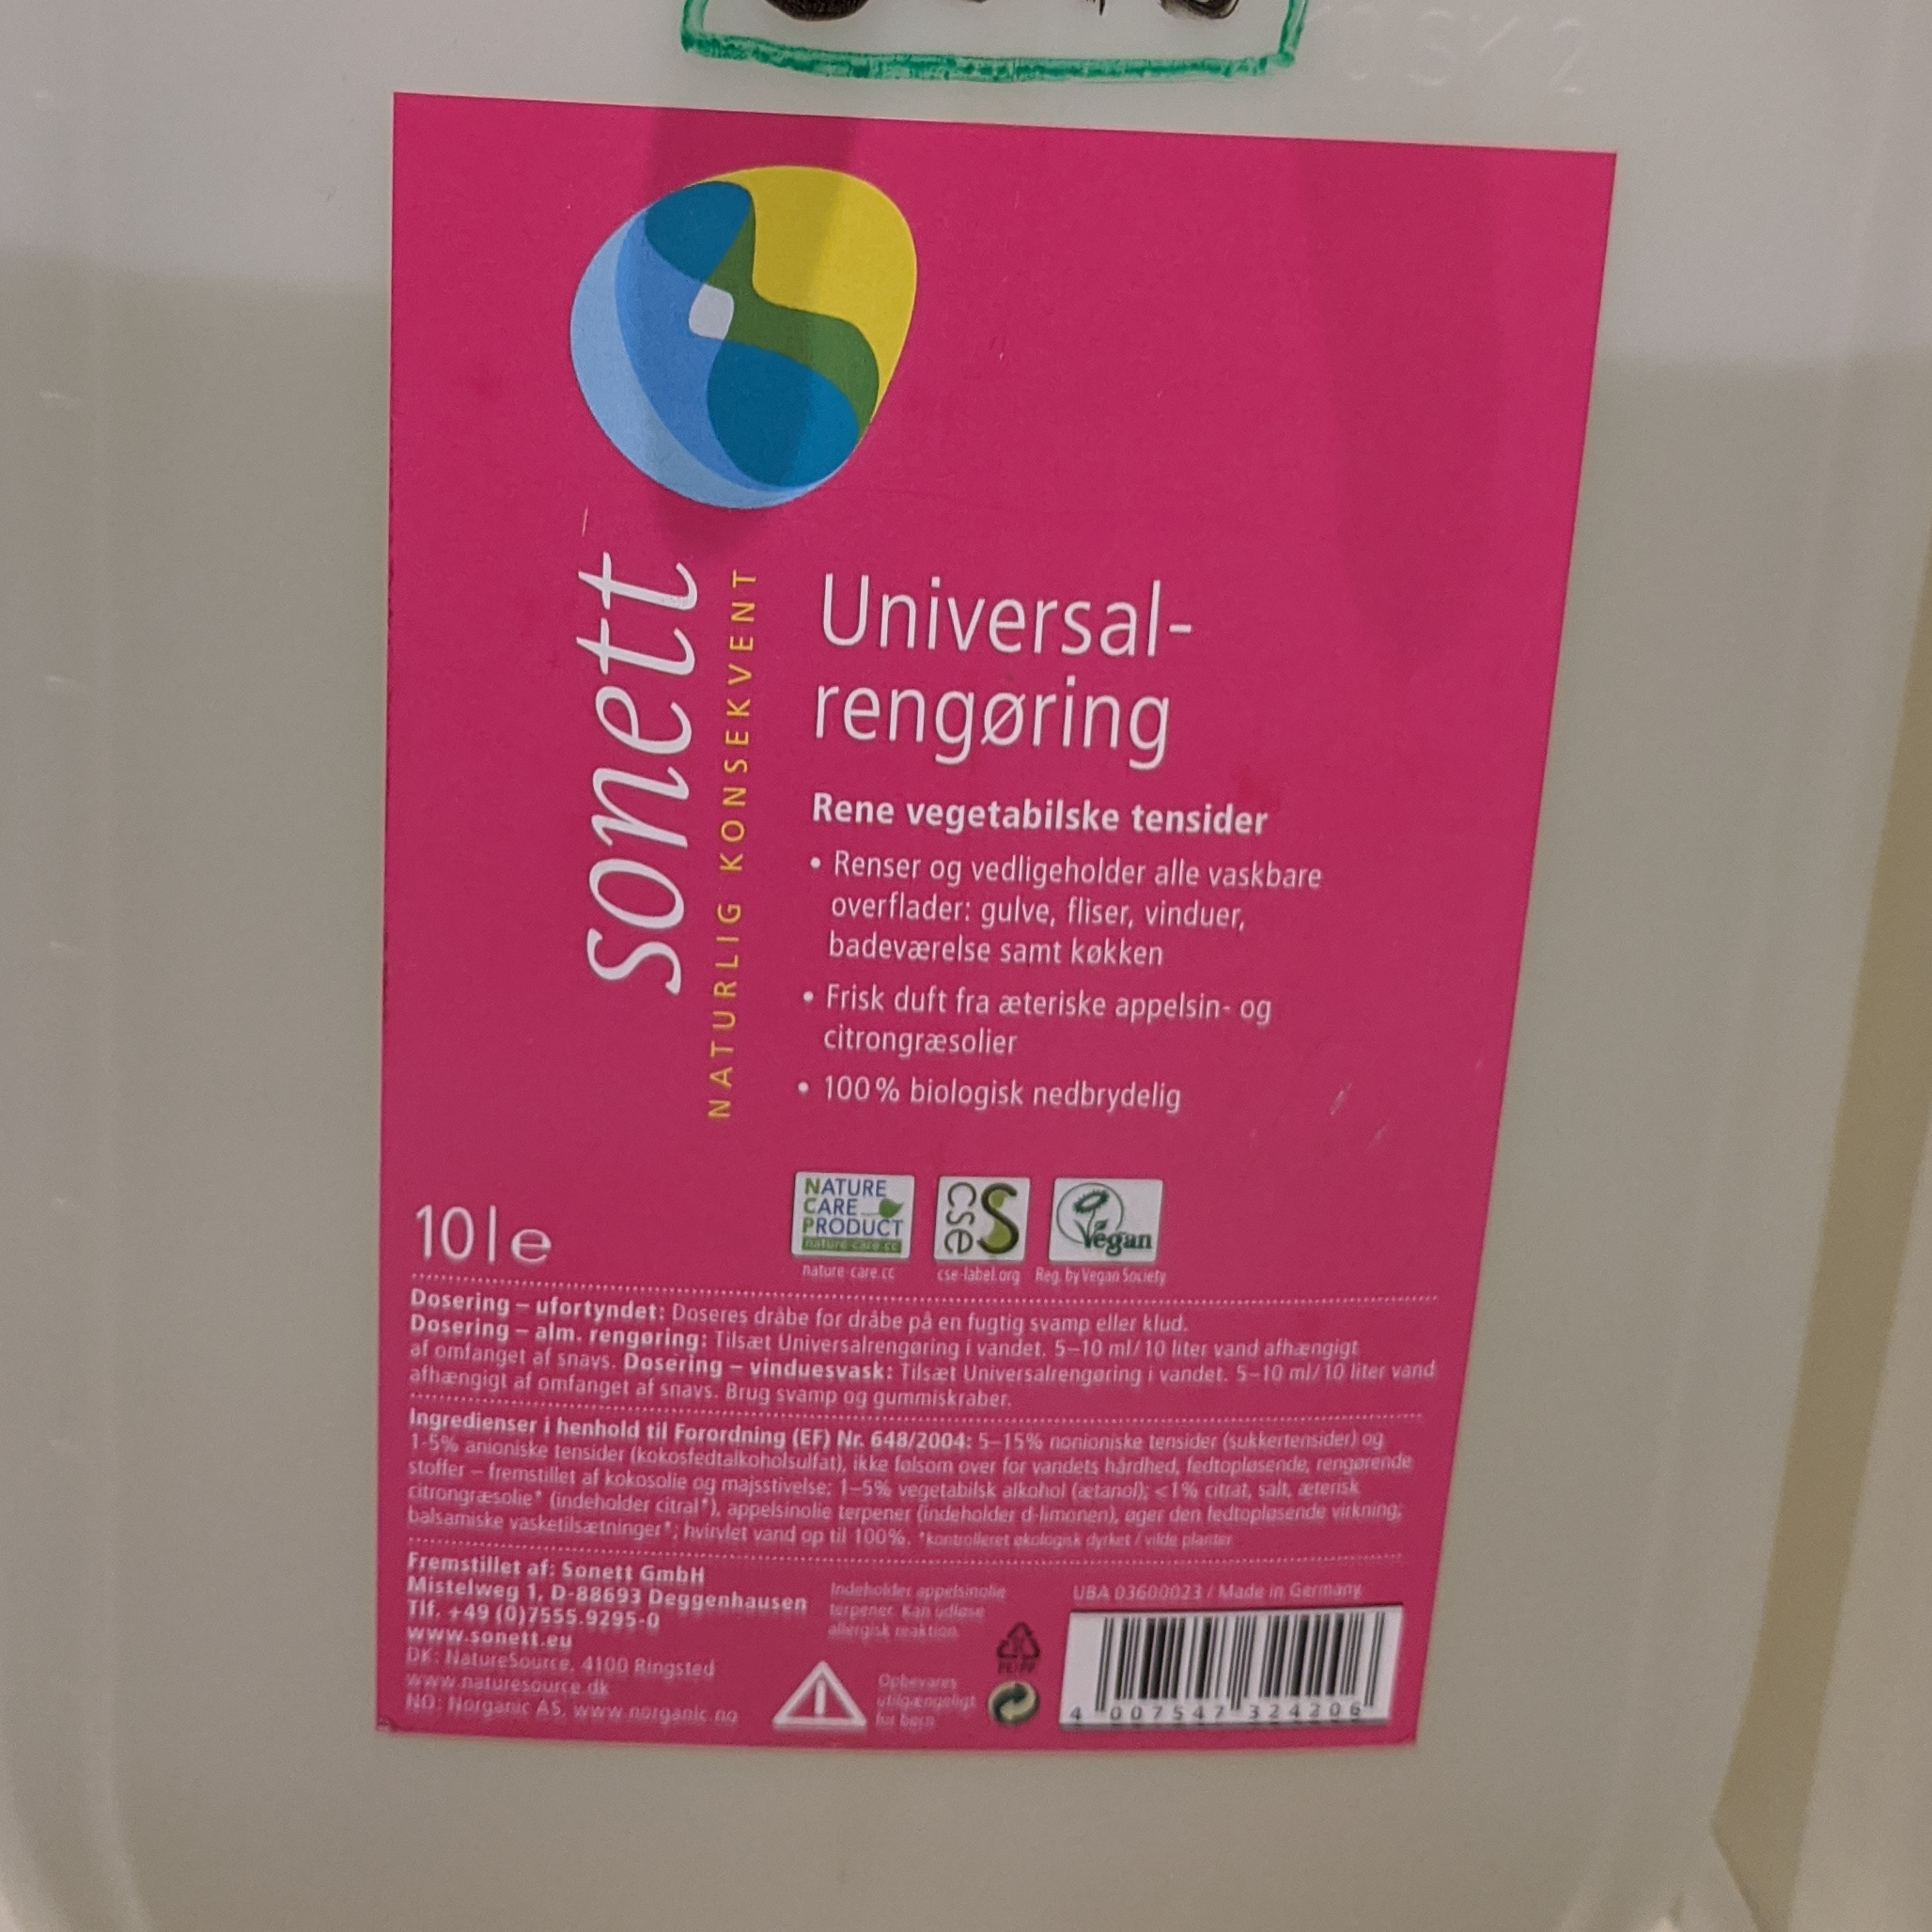 sonett
NATURLIG KONSEKVENT
Universal-
rengøring
Rene vegetabilske tensider
• Renser og vedligeholder alle vaskbare
overflader: gulve, fliser, vinduer,
badeværelse samt køkken
• Frisk duft fra æteriske appelsin- og
citrongræsolier
• 100% biologisk nedbrydelig
10 l e
NATURE
CARE
PRODUCT
nature-care.cc
nature-care.cc
cse
cse-label.org
Vegan
Reg. by Vegan Society
Dosering – ufortyndet: Doseres dråbe for dråbe på en fugtig svamp eller klud.
Dosering – alm. rengøring: Tilsæt Universalrengøring i vandet. 5–10 ml/10 liter vand afhængigt
af omfanget af snavs. Dosering – vinduesvask: Tilsæt Universalrengøring i vandet. 5–10 ml/10 liter vand
afhængigt af omfanget af snavs. Brug svamp og gummiskraber.
Ingredienser i henhold til Forordning (EF) Nr. 648/2004: 5–15% nonioniske tensider (sukkertensider) og
1-5% anioniske tensider (kokosfedtalkoholsulfat), ikke følsom over for vandets hårdhed, fedtopløsende, rengørende
stoffer – fremstillet af kokosolie og majsstivelse; 1–5% vegetabilsk alkohol (ætanol); <1% citrat, salt, æterisk
citrongræsolie* (indeholder citral*), appelsinolie terpener (indeholder d-limonen), øger den fedtopløsende virkning;
balsamiske vasketilsætninger*; hvirvlet vand op til 100%. *kontrolleret økologisk dyrket / vilde planter
Fremstillet af: Sonett GmbH
Mistelweg 1, D-88693 Deggenhausen
Tlf. +49 (0)7555.9295-0
www.sonett.eu
DK: NatureSource, 4100 Ringsted
www.naturesource.dk
NO: Norganic AS, www.norganic.no
Indeholder appelsinolie
terpener. Kan udløse
allergisk reaktion.
Opbevares
utilgængeligt
for børn
PE/PP
UBA 03600023 / Made in Germany
4 007547 324206